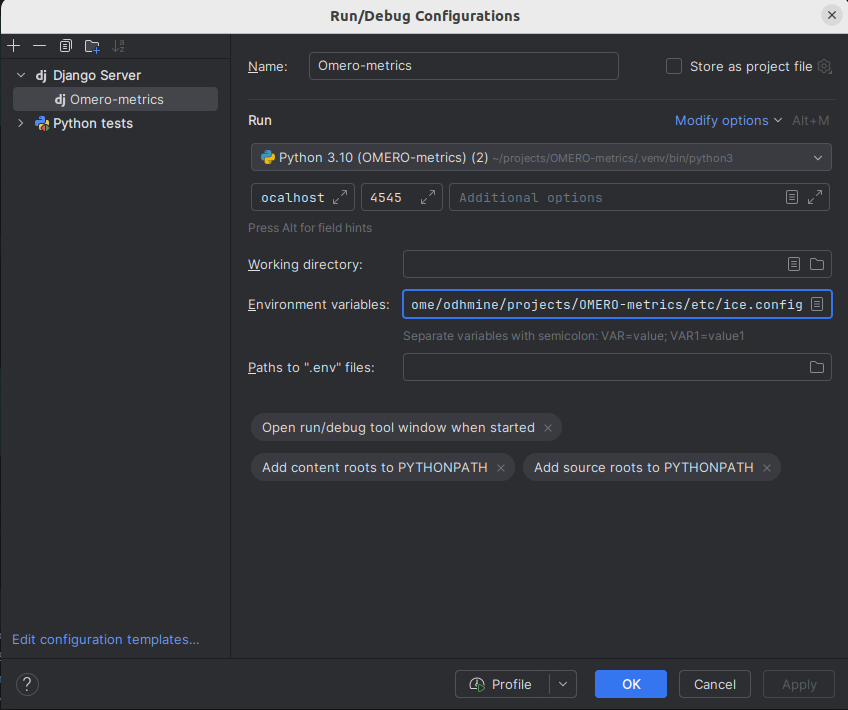 Run/Debug Configurations
Django Server
Omero-metrics
Python tests
Name: Omero-metrics
Store as project file
Run
Modify options Alt+M
Python 3.10 (OMERO-metrics) (2) ~/projects/OMERO-metrics/.venv/bin/python3
ocalhost 4545 Additional options
Press Alt for field hints
Working directory:
Environment variables: ome/odhmine/projects/OMERO-metrics/etc/ice.config
Separate variables with semicolon: VAR=value; VAR1=value1
Paths to ".env" files:
Open run/debug tool window when started
Add content roots to PYTHONPATH Add source roots to PYTHONPATH
Edit configuration templates...
? Profile OK Cancel Apply